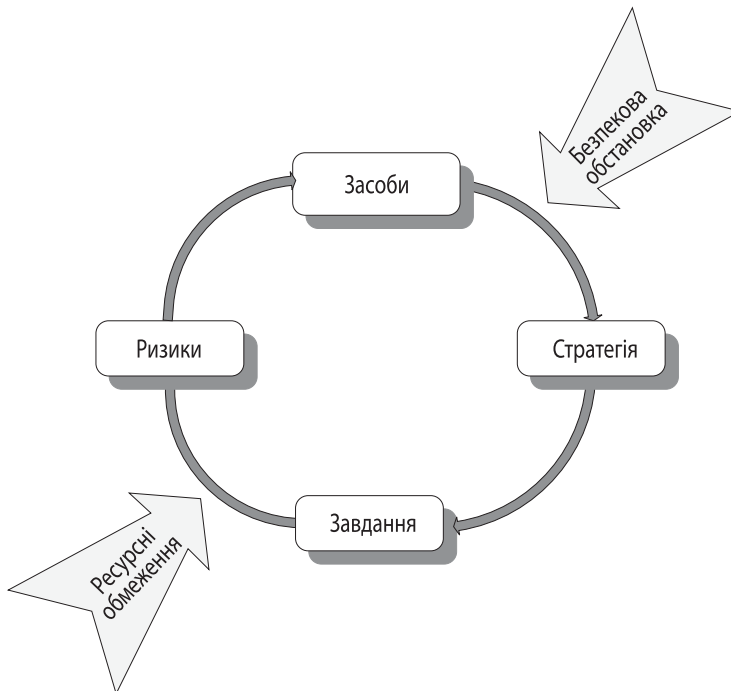 Безпекова
обстановка
Засоби
Ризики
Стратегія
Завдання
Ресурсні
обмеження